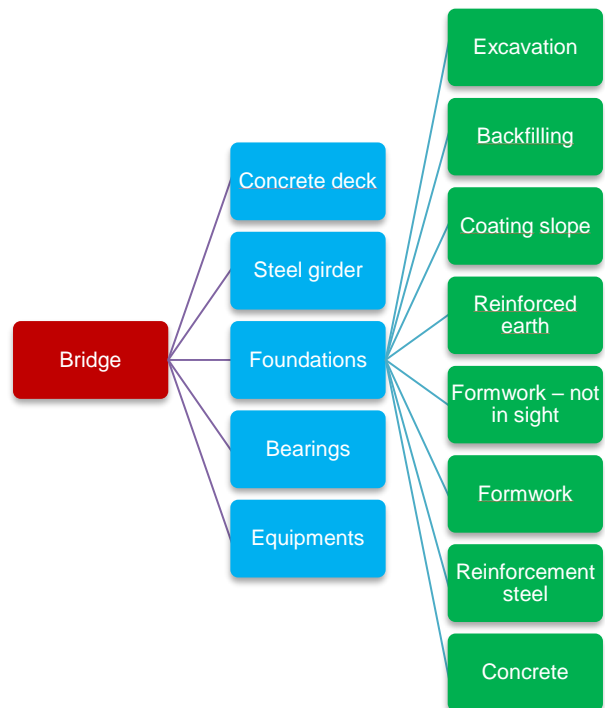 Bridge
Concrete deck
Steel girder
Foundations
Bearings
Equipments
Excavation
Backfilling
Coating slope
Reinforced
earth
Formwork – not
in sight
Formwork
Reinforcement
steel
Concrete